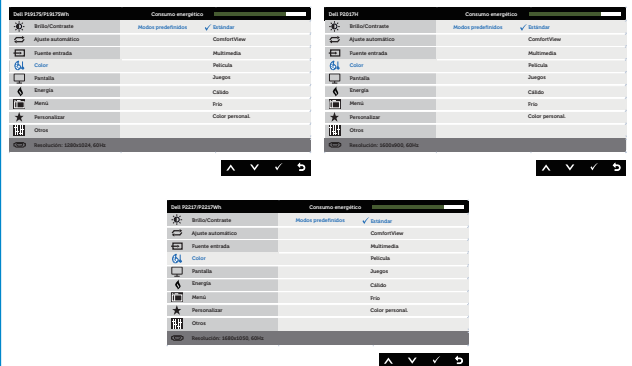 Dell P1917S/P1917SWh Consumo energético
Brillo/Contraste Modos predefinidos ✓ Estándar
Ajuste automático ComfortView
Fuente entrada Multimedia
Color Película
Pantalla Juegos
Energía Cálido
Menú Frío
Personalizar Color personal.
Otros
Resolución: 1280x1024, 60Hz
Dell P2017H Consumo energético
Brillo/Contraste Modos predefinidos ✓ Estándar
Ajuste automático ComfortView
Fuente entrada Multimedia
Color Película
Pantalla Juegos
Energía Cálido
Menú Frío
Personalizar Color personal.
Otros
Resolución: 1600x900, 60Hz
Dell P2217/P2217Wh Consumo energético
Brillo/Contraste Modos predefinidos ✓ Estándar
Ajuste automático ComfortView
Fuente entrada Multimedia
Color Película
Pantalla Juegos
Energía Cálido
Menú Frío
Personalizar Color personal.
Otros
Resolución: 1680x1050, 60Hz